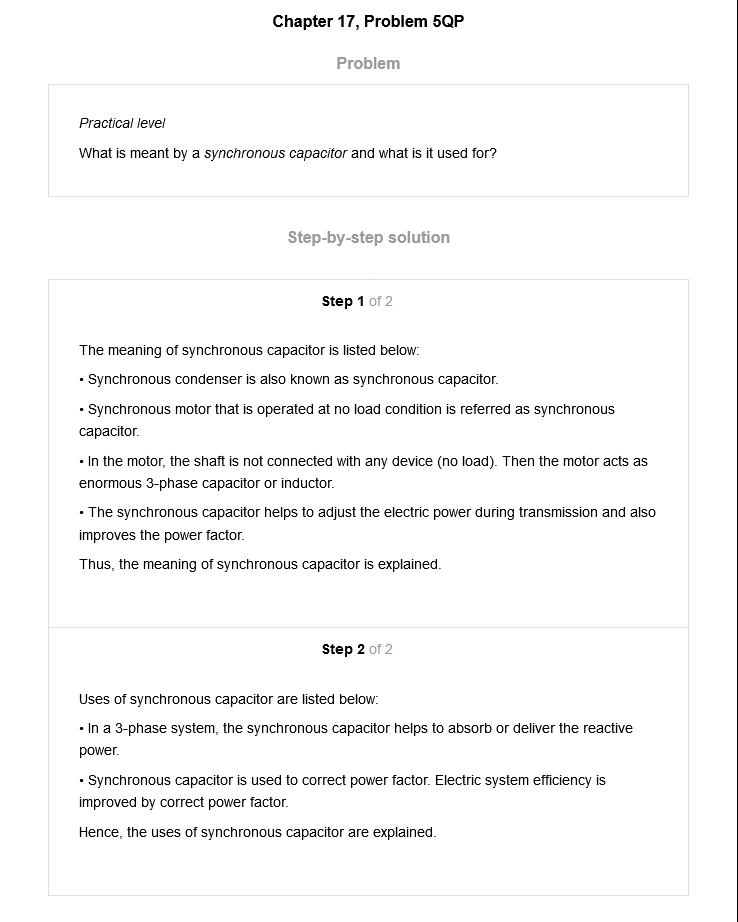 Chapter 17, Problem 5QP
Problem
Practical level
What is meant by a synchronous capacitor and what is it used for?
Step-by-step solution
Step 1 of 2
The meaning of synchronous capacitor is listed below:
• Synchronous condenser is also known as synchronous capacitor.
• Synchronous motor that is operated at no load condition is referred as synchronous
capacitor.
• In the motor, the shaft is not connected with any device (no load). Then the motor acts as
enormous 3-phase capacitor or inductor.
• The synchronous capacitor helps to adjust the electric power during transmission and also
improves the power factor.
Thus, the meaning of synchronous capacitor is explained.
Step 2 of 2
Uses of synchronous capacitor are listed below:
• In a 3-phase system, the synchronous capacitor helps to absorb or deliver the reactive
power.
• Synchronous capacitor is used to correct power factor. Electric system efficiency is
improved by correct power factor.
Hence, the uses of synchronous capacitor are explained.